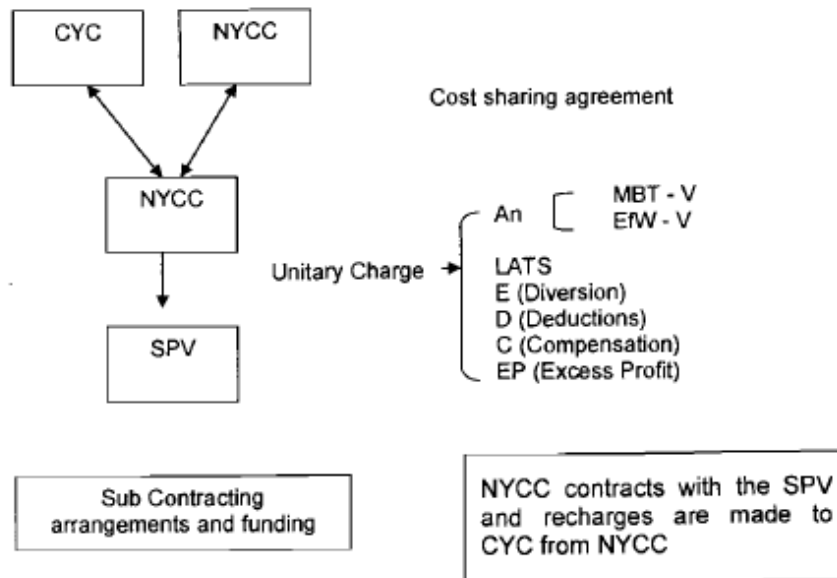 CYC
NYCC
Cost sharing agreement
NYCC
Unitary Charge
An
MBT - V
EfW - V
LATS
E (Diversion)
D (Deductions)
C (Compensation)
EP (Excess Profit)
SPV
Sub Contracting
arrangements and funding
NYCC contracts with the SPV
and recharges are made to
CYC from NYCC